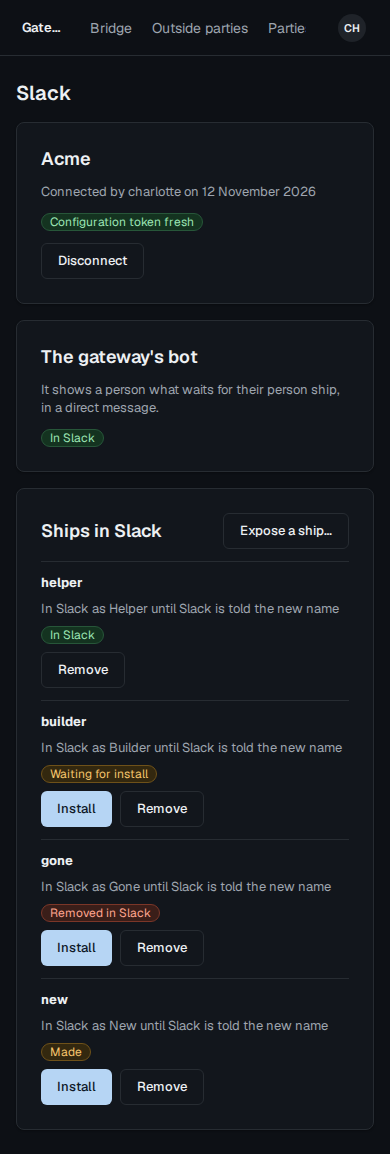 Gate... Bridge Outside parties Partie CH
Slack
Acme
Connected by charlotte on 12 November 2026
Configuration token fresh
Disconnect
The gateway's bot
It shows a person what waits for their person ship,
in a direct message.
In Slack
Ships in Slack Expose a ship...
helper
In Slack as Helper until Slack is told the new name
In Slack
Remove
builder
In Slack as Builder until Slack is told the new name
Waiting for install
Install Remove
gone
In Slack as Gone until Slack is told the new name
Removed in Slack
Install Remove
new
In Slack as New until Slack is told the new name
Made
Install Remove